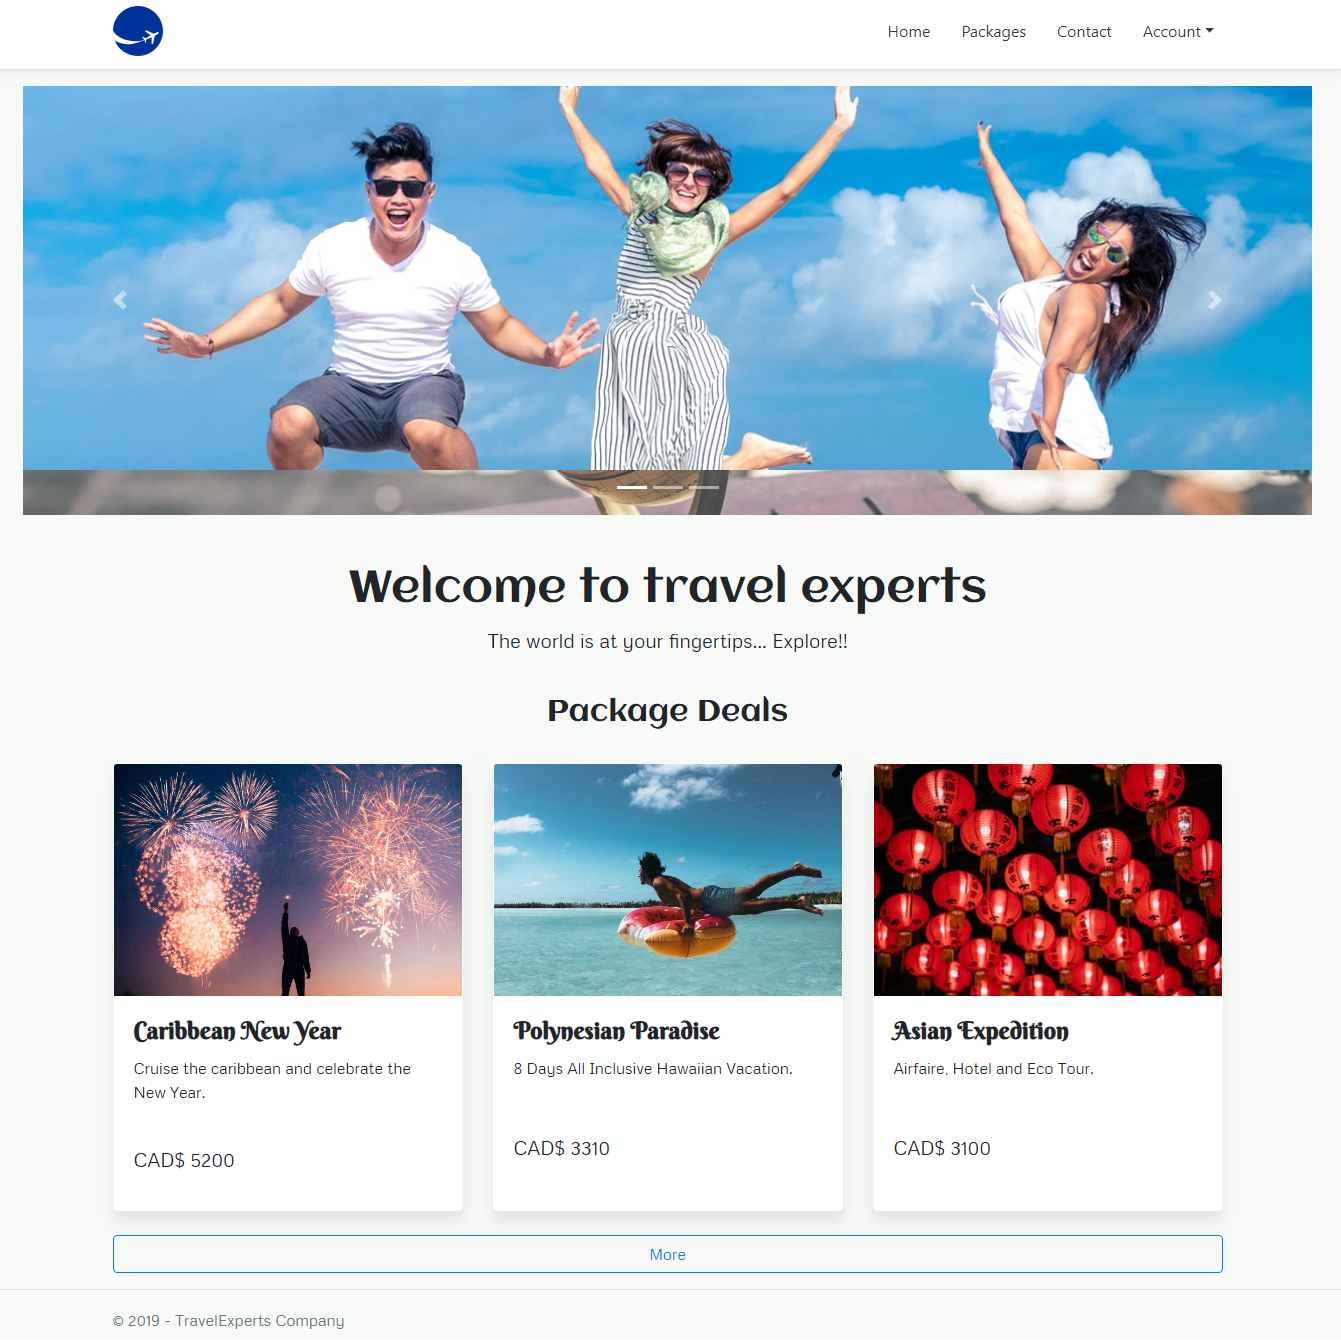 Home Packages Contact Account
Welcome to travel experts
The world is at your fingertips... Explore!!
Package Deals
Caribbean New Year
Cruise the caribbean and celebrate the
New Year.
CAD$ 5200
Polynesian Paradise
8 Days All Inclusive Hawaiian Vacation.
CAD$ 3310
Asian Expedition
Airfaire, Hotel and Eco Tour.
CAD$ 3100
More
© 2019 - TravelExperts Company